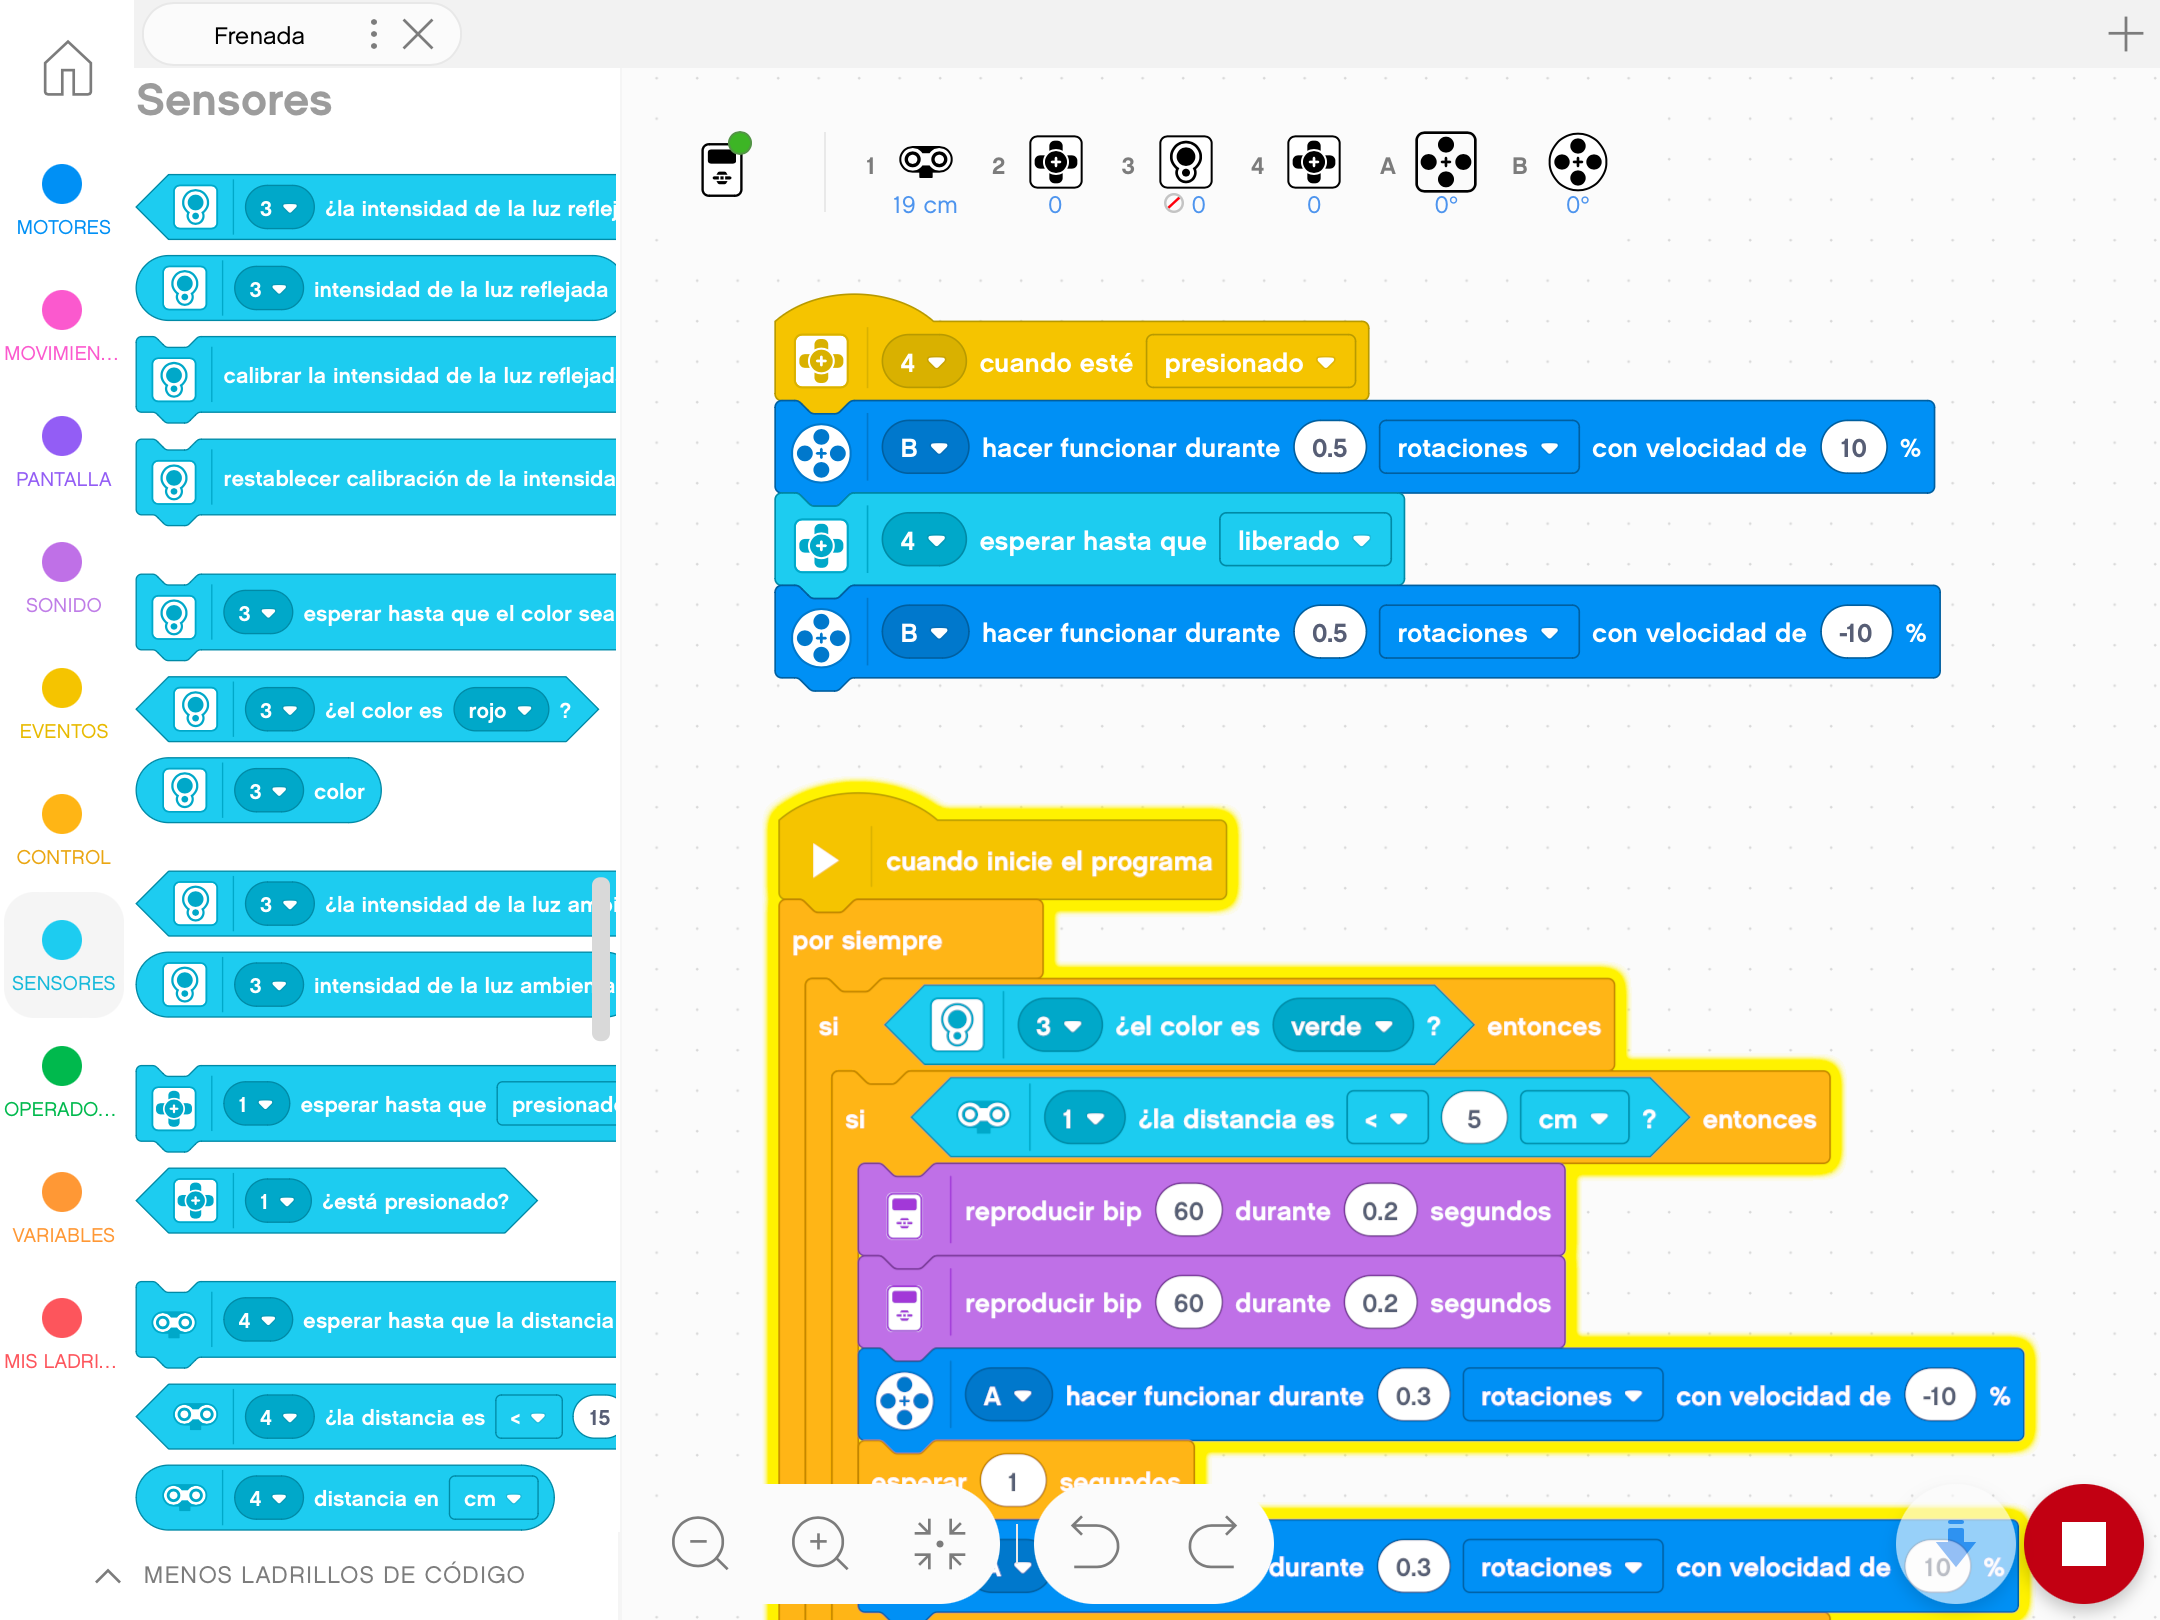 Frenada
Sensores
MOTORES
MOVIMIEN...
PANTALLA
SONIDO
EVENTOS
CONTROL
SENSORES
OPERADO...
VARIABLES
MIS LADRI...
3 ¿la intensidad de la luz reflej
3 intensidad de la luz reflejada
calibrar la intensidad de la luz reflejad
restablecer calibración de la intensida
3 esperar hasta que el color sea
3 ¿el color es rojo ?
3 color
3 ¿la intensidad de la luz ambi
3 intensidad de la luz ambienta
1 esperar hasta que presionado
1 ¿está presionado?
4 esperar hasta que la distancia
4 ¿la distancia es < 15
4 distancia en cm
MENOS LADRILLOS DE CÓDIGO
1 2 3 4 A B
19 cm 0 0 0 0° 0°
4 cuando esté presionado
B hacer funcionar durante 0.5 rotaciones con velocidad de 10 %
4 esperar hasta que liberado
B hacer funcionar durante 0.5 rotaciones con velocidad de -10 %
cuando inicie el programa
por siempre
si 3 ¿el color es verde ? entonces
si 1 ¿la distancia es < 5 cm ? entonces
reproducir bip 60 durante 0.2 segundos
reproducir bip 60 durante 0.2 segundos
A hacer funcionar durante 0.3 rotaciones con velocidad de -10 %
esperar 1 segundos
A durante 0.3 rotaciones con velocidad de 10 %